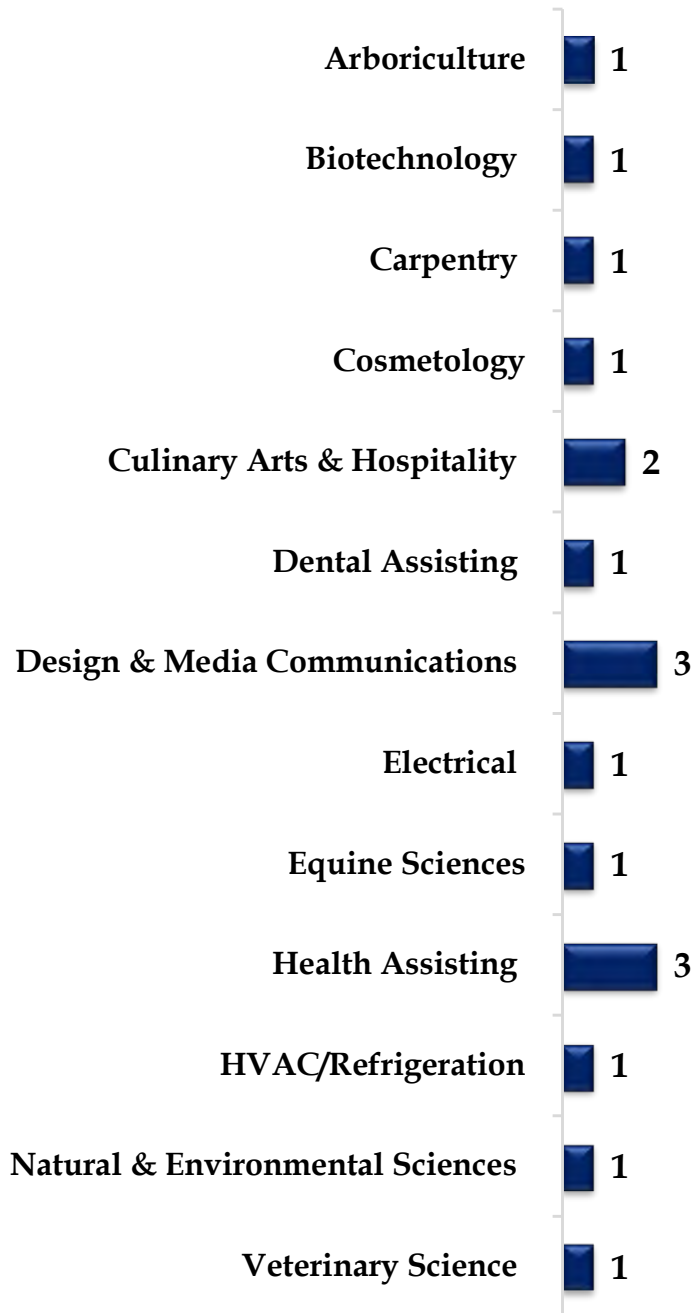 Arboriculture 1
Biotechnology 1
Carpentry 1
Cosmetology 1
Culinary Arts & Hospitality 2
Dental Assisting 1
Design & Media Communications 3
Electrical 1
Equine Sciences 1
Health Assisting 3
HVAC/Refrigeration 1
Natural & Environmental Sciences 1
Veterinary Science 1